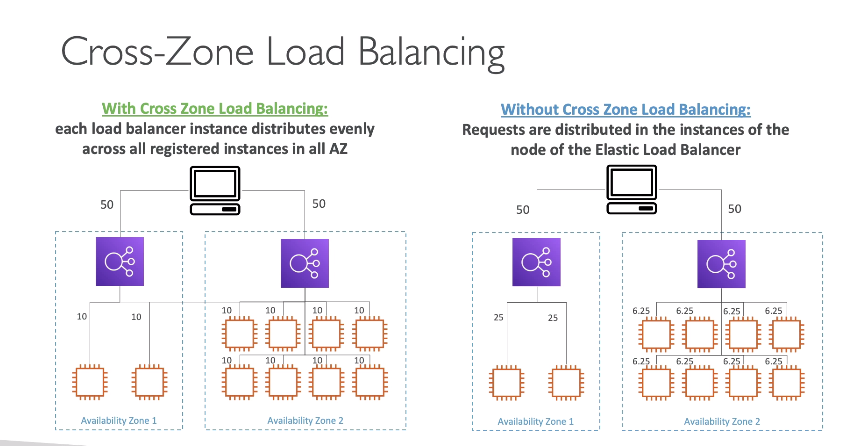 Cross-Zone Load Balancing
With Cross Zone Load Balancing:
each load balancer instance distributes evenly
across all registered instances in all AZ
50
50
10
10
10
10
10
10
10
10
10
10
Availability Zone 1
Availability Zone 2
Without Cross Zone Load Balancing:
Requests are distributed in the instances of the
node of the Elastic Load Balancer
50
50
25
25
6.25
6.25
6.25
6.25
6.25
6.25
6.25
6.25
Availability Zone 1
Availability Zone 2